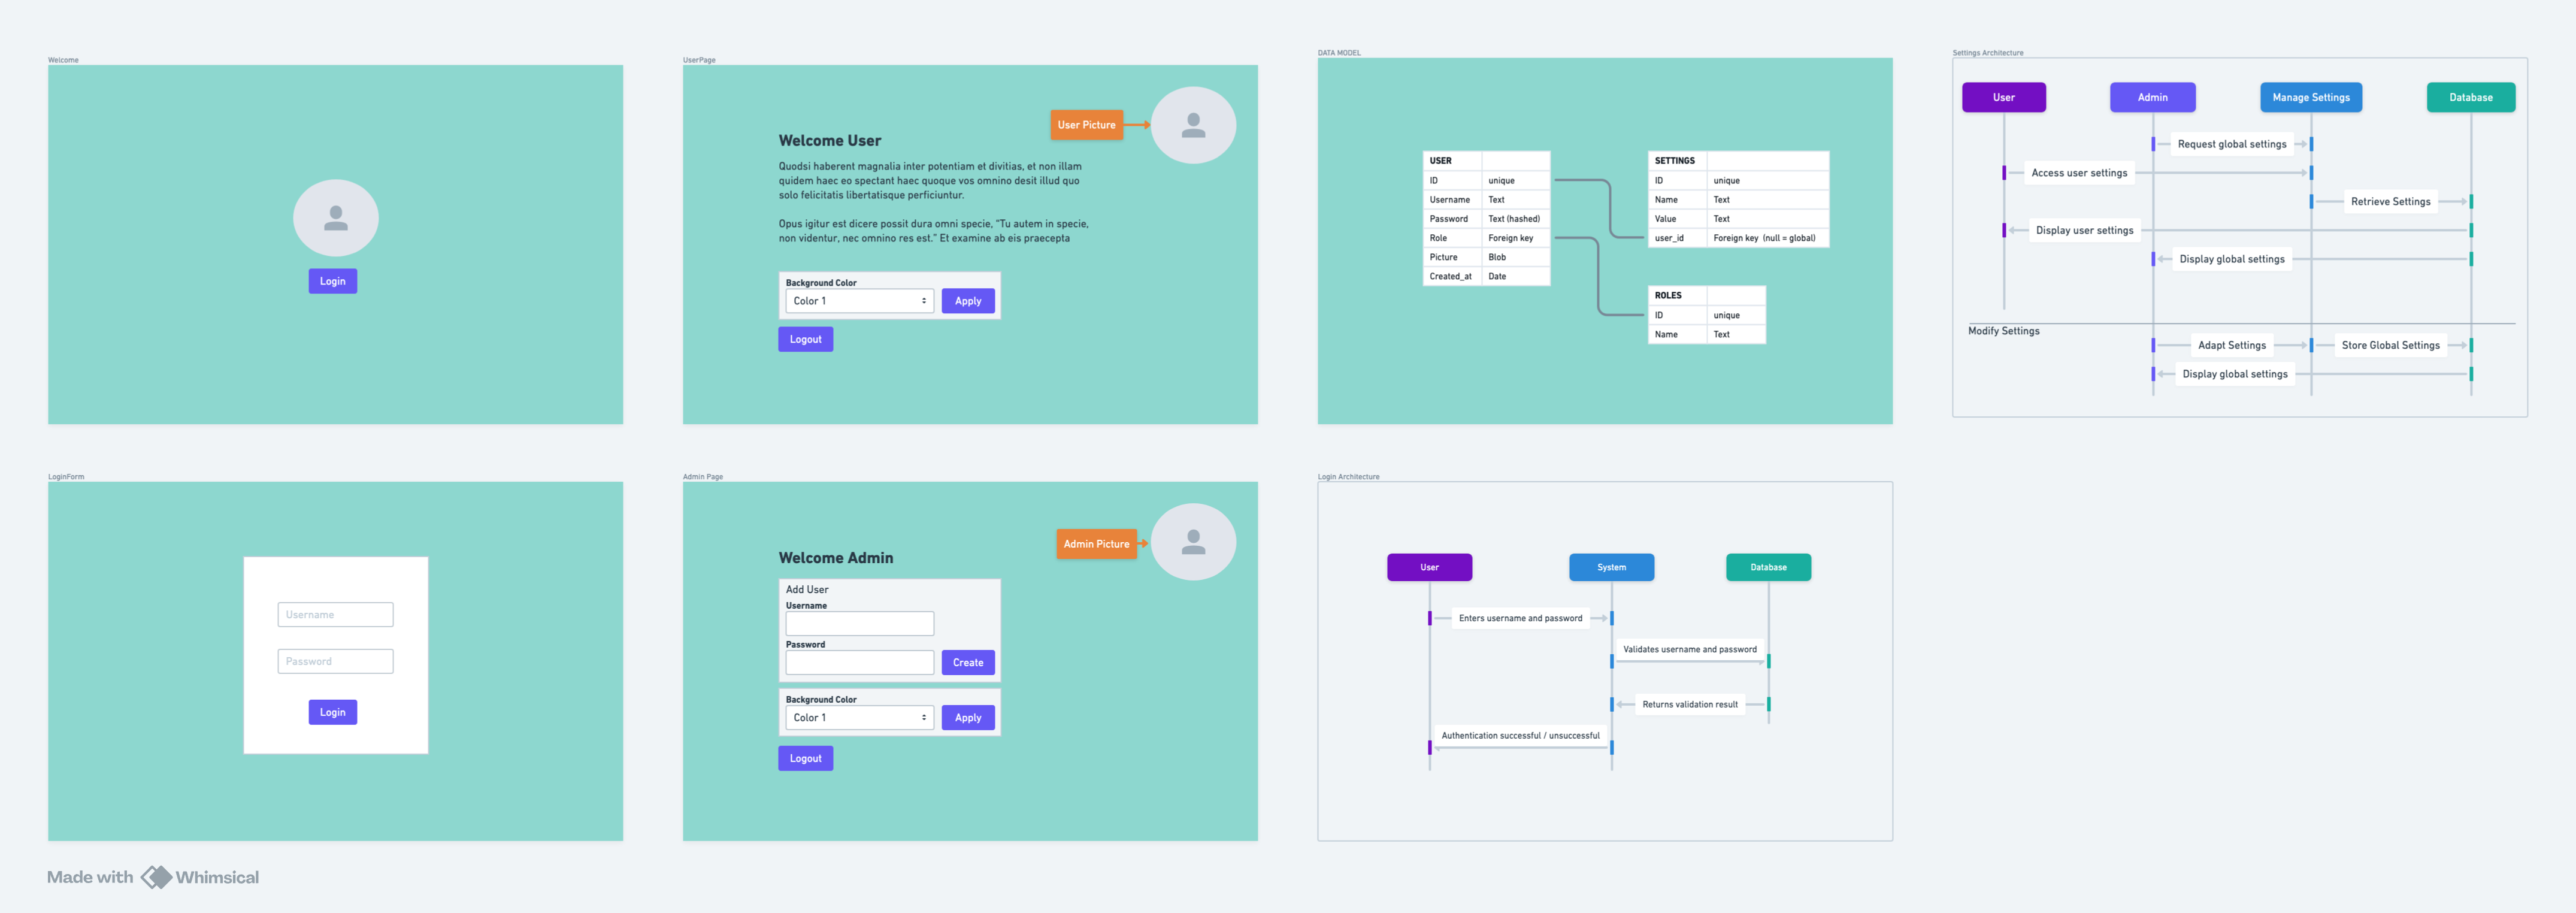 Welcome
Login
UserPage
User Picture
Welcome User
Quodsi haberent magnalia inter potentiam et divitias, et non illam
quidem haec eo spectant haec quoque vos omnino desit illud quo
solo felicitatis libertatisque perficiuntur.
Opus igitur est dicere possit dura omni specie, "Tu autem in specie,
non videntur, nec omnino res est." Et examine ab eis praecepta
Background Color
Color 1
Apply
Logout
DATA MODEL
USER
ID unique
Username Text
Password Text (hashed)
Role Foreign key
Picture Blob
Created_at Date
SETTINGS
ID unique
Name Text
Value Text
user_id Foreign key (null = global)
ROLES
ID unique
Name Text
Settings Architecture
User Admin Manage Settings Database
Request global settings
Access user settings
Retrieve Settings
Display user settings
Display global settings
Modify Settings
Adapt Settings Store Global Settings
Display global settings
LoginForm
Username
Password
Login
Admin Page
Admin Picture
Welcome Admin
Add User
Username
Password
Create
Background Color
Color 1
Apply
Logout
Login Architecture
User System Database
Enters username and password
Validates username and password
Returns validation result
Authentication successful / unsuccessful
Made with Whimsical